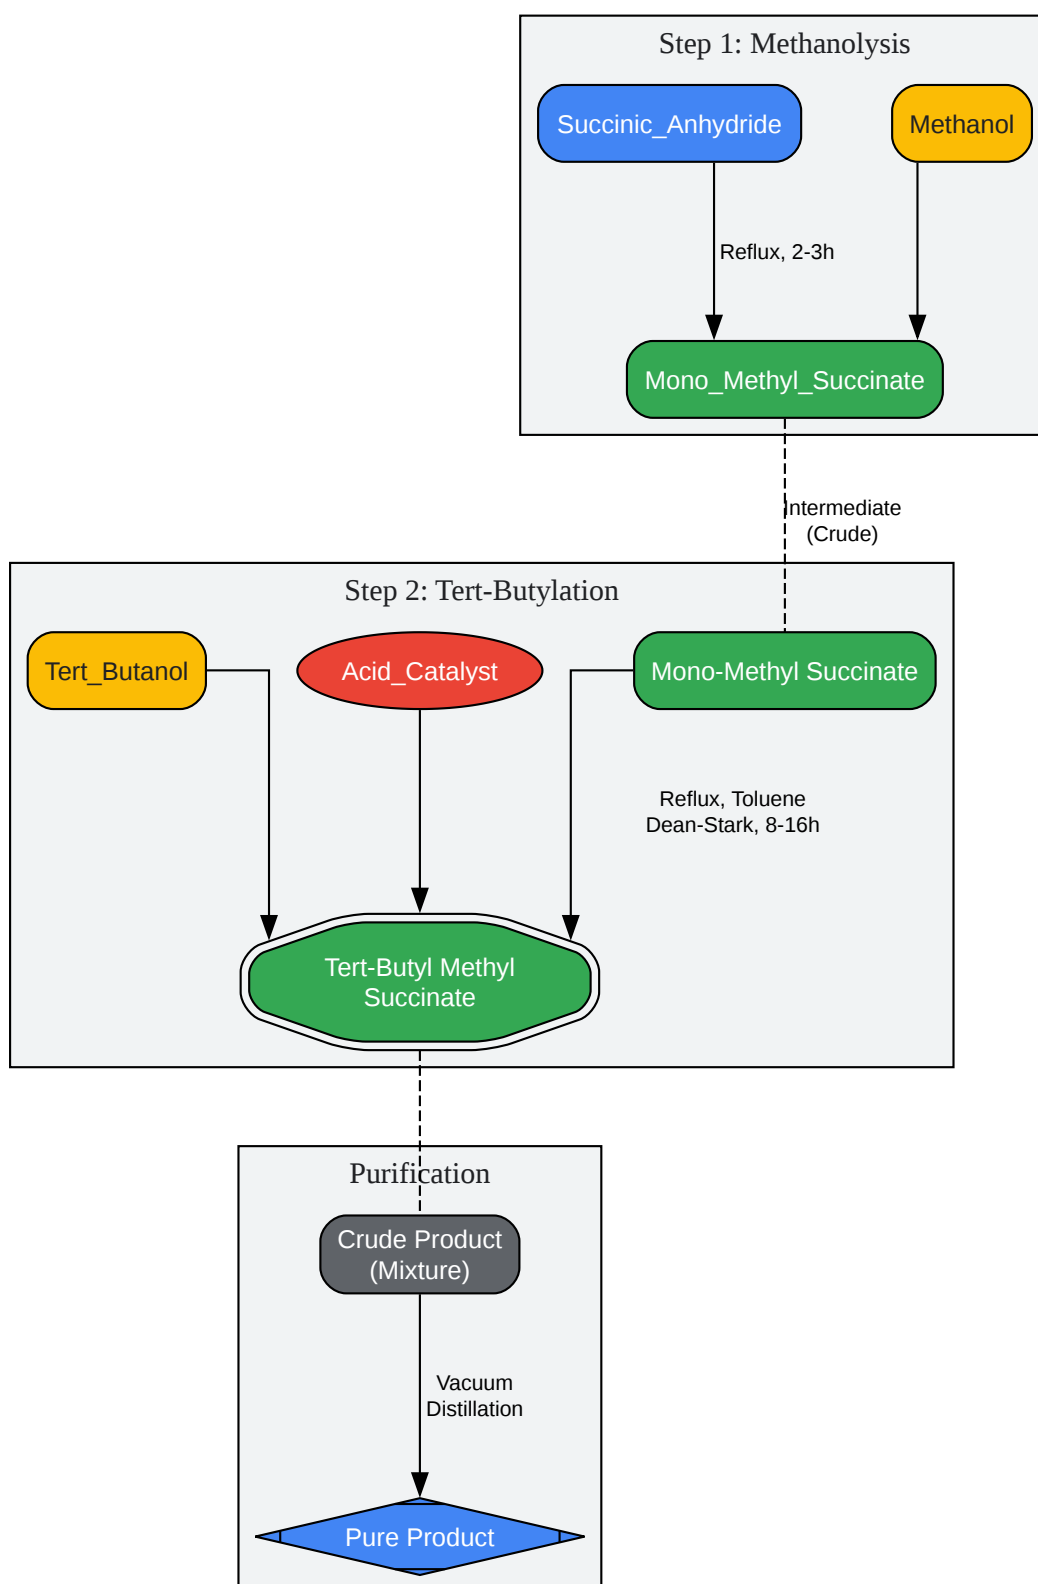 Step 1: Methanolysis
Succinic_Anhydride
Methanol
Reflux, 2-3h
Mono_Methyl_Succinate
Intermediate
(Crude)
Step 2: Tert-Butylation
Tert_Butanol
Acid_Catalyst
Mono-Methyl Succinate
Reflux, Toluene
Dean-Stark, 8-16h
Tert-Butyl Methyl
Succinate
Purification
Crude Product
(Mixture)
Vacuum
Distillation
Pure Product